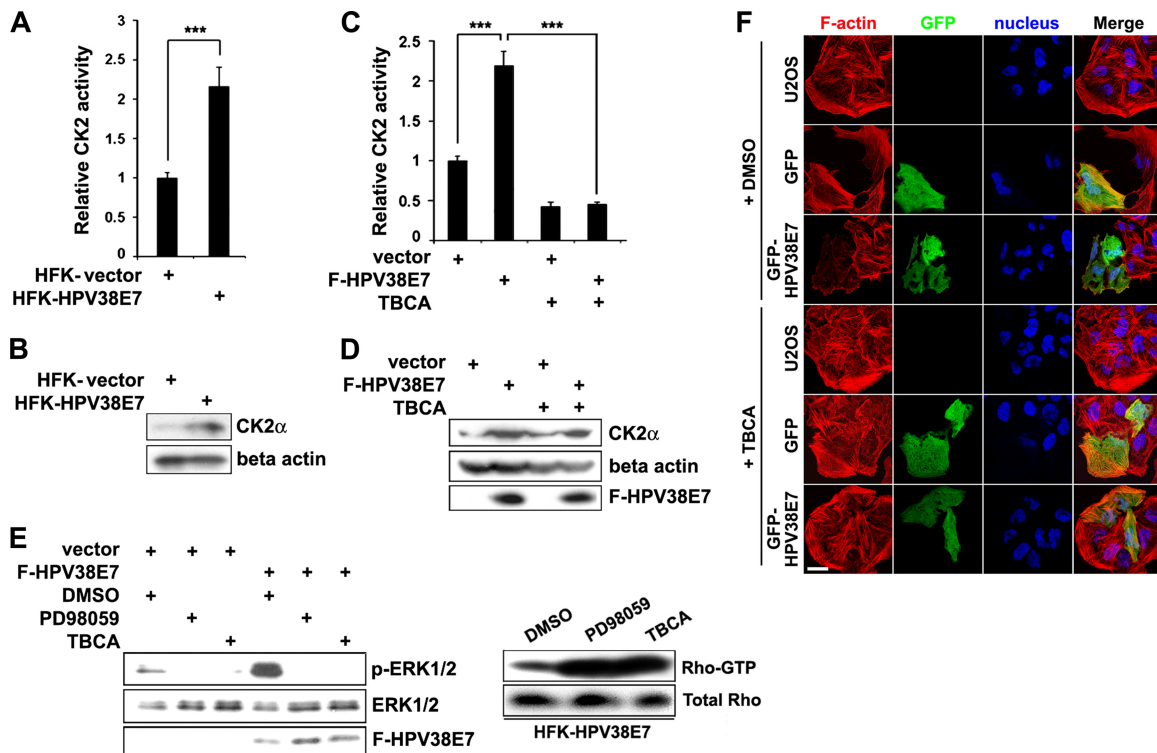 A
Relative CK2 activity
3
2.5
2
1.5
1
0.5
0
***
HFK-vector +
HFK-HPV38E7 +
B
HFK-vector +
HFK-HPV38E7 +
CK2α
beta actin
C
Relative CK2 activity
3
2.5
2
1.5
1
0.5
0
*** ***
vector + +
F-HPV38E7 + +
TBCA + +
D
vector + +
F-HPV38E7 + +
TBCA + +
CK2α
beta actin
F-HPV38E7
E
vector + + +
F-HPV38E7 + + +
DMSO + +
PD98059 + +
TBCA + +
p-ERK1/2
ERK1/2
F-HPV38E7
DMSO PD98059 TBCA
Rho-GTP
Total Rho
HFK-HPV38E7
F
F-actin GFP nucleus Merge
+ DMSO
U2OS
GFP
GFP-
HPV38E7
+ TBCA
U2OS
GFP
GFP-
HPV38E7